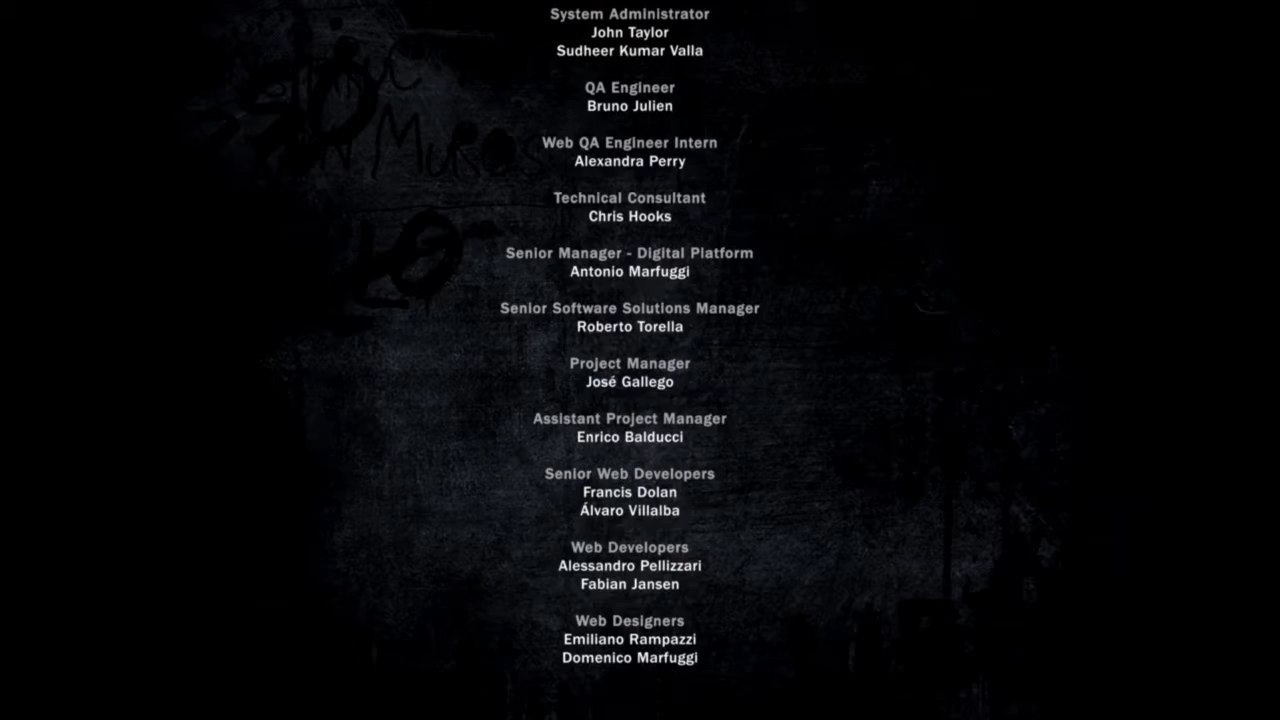 System Administrator
John Taylor
Sudheer Kumar Valla
QA Engineer
Bruno Julien
Web QA Engineer Intern
Alexandra Perry
Technical Consultant
Chris Hooks
Senior Manager - Digital Platform
Antonio Marfuggi
Senior Software Solutions Manager
Roberto Torella
Project Manager
José Gallego
Assistant Project Manager
Enrico Balducci
Senior Web Developers
Francis Dolan
Álvaro Villalba
Web Developers
Alessandro Pellizzari
Fabian Jansen
Web Designers
Emiliano Rampazzi
Domenico Marfuggi